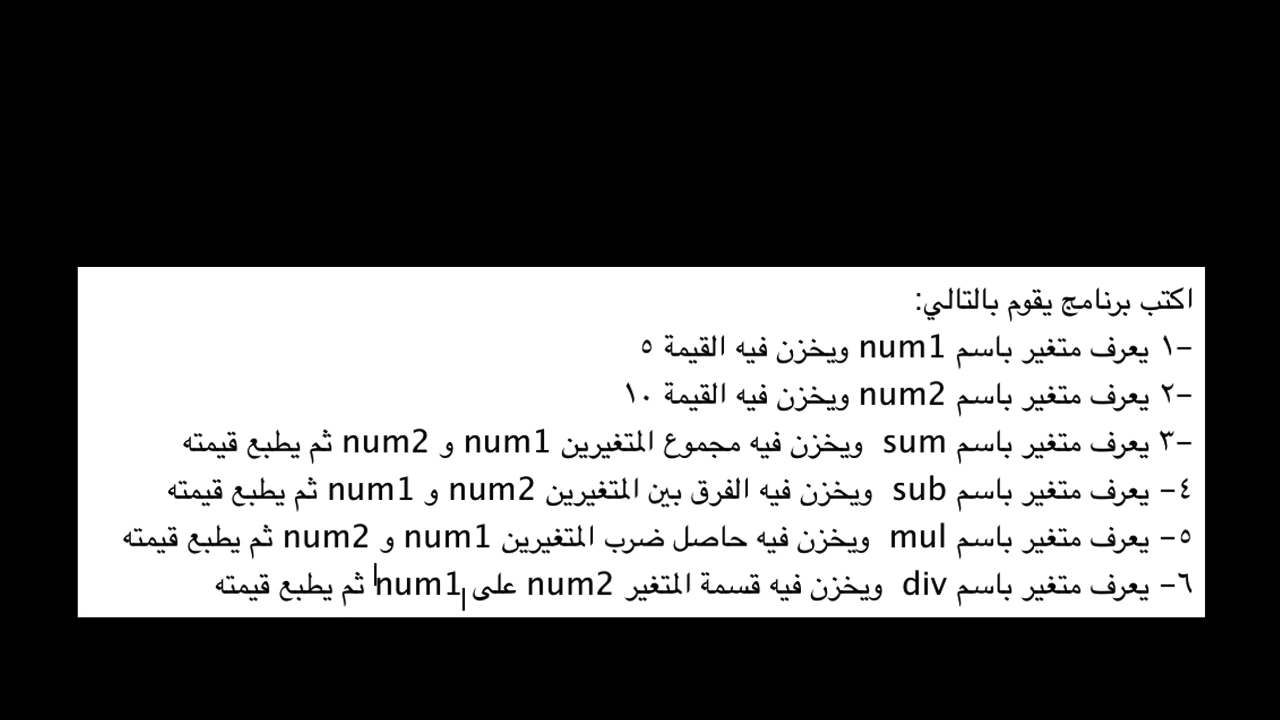 اكتب برنامج يقوم بالتالي:
١- يعرف متغير باسم num1 ويخزن فيه القيمة ٥
٢- يعرف متغير باسم num2 ويخزن فيه القيمة ١٠
٣- يعرف متغير باسم sum ويخزن فيه مجموع المتغيرين num1 و num2 ثم يطبع قيمته
٤- يعرف متغير باسم sub ويخزن فيه الفرق بين المتغيرين num2 و num1 ثم يطبع قيمته
٥- يعرف متغير باسم mul ويخزن فيه حاصل ضرب المتغيرين num1 و num2 ثم يطبع قيمته
٦- يعرف متغير باسم div ويخزن فيه قسمة المتغير num2 على num1 ثم يطبع قيمته